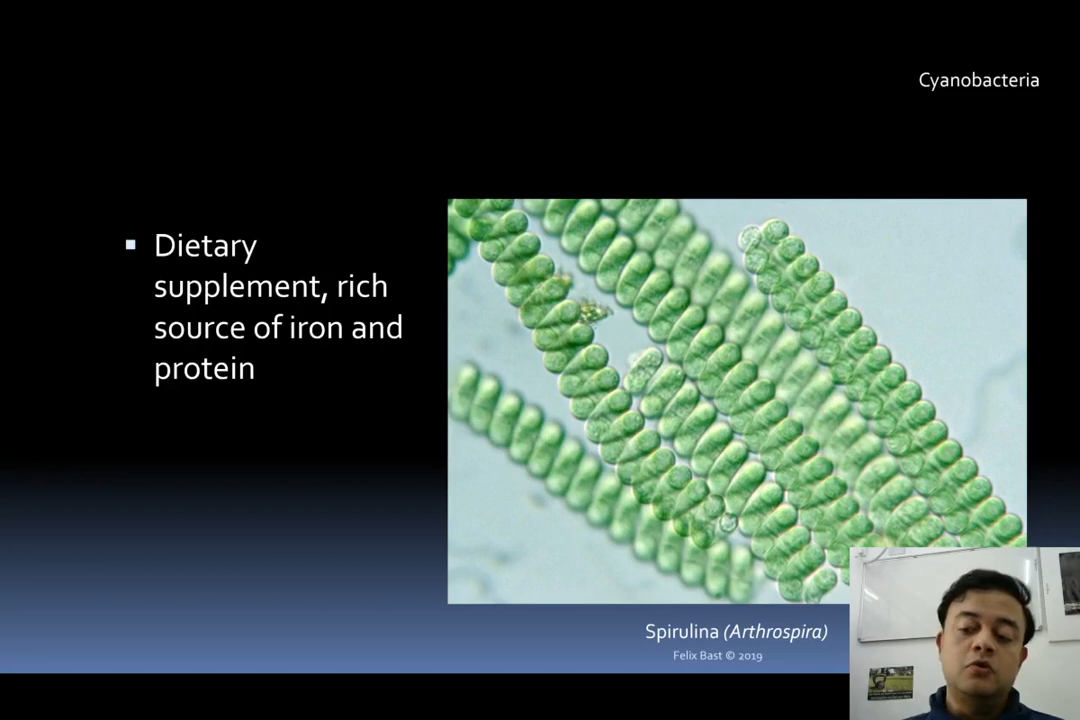 Cyanobacteria
▪ Dietary
supplement, rich
source of iron and
protein
Spirulina (Arthrospira)
Felix Bast © 2019